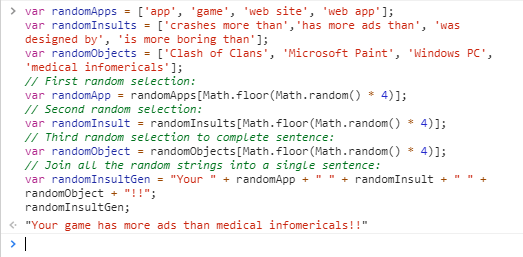 > var randomApps = ['app', 'game', 'web site', 'web app'];
var randomInsults = ['crashes more than','has more ads than', 'was
designed by', 'is more boring than'];
var randomObjects = ['Clash of Clans', 'Microsoft Paint', 'Windows PC',
'medical infomericals'];
// First random selection:
var randomApp = randomApps[Math.floor(Math.random() * 4)];
// Second random selection:
var randomInsult = randomInsults[Math.floor(Math.random() * 4)];
// Third random selection to complete sentence:
var randomObject = randomObjects[Math.floor(Math.random() * 4)];
// Join all the random strings into a single sentence:
var randomInsultGen = "Your " + randomApp + " " + randomInsult + " " +
randomObject + "!!";
randomInsultGen;
"Your game has more ads than medical infomericals!!"
>